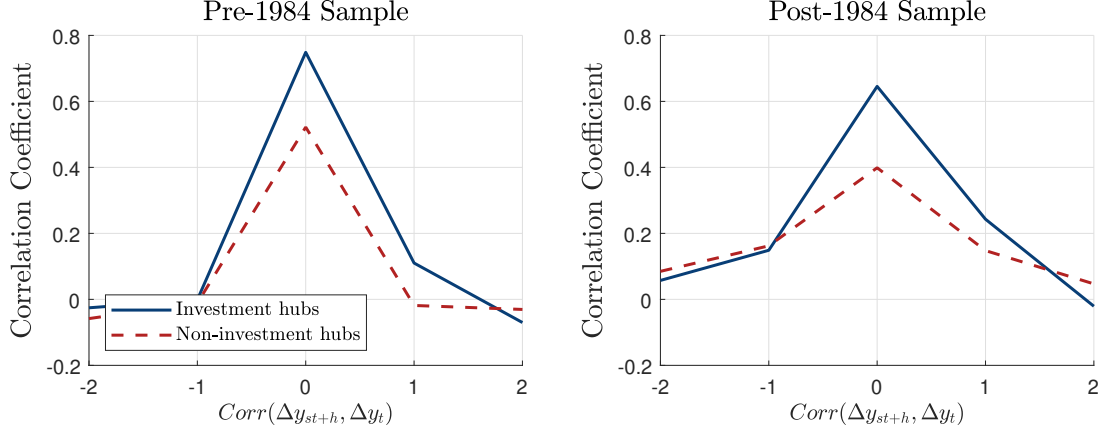 Pre-1984 Sample
Correlation Coefficient
0.8
0.6
0.4
0.2
0
-0.2
Investment hubs
Non-investment hubs
-2
-1
0
1
2
Corr(Δy_{st+h}, Δy_t)
Post-1984 Sample
Correlation Coefficient
0.8
0.6
0.4
0.2
0
-0.2
-2
-1
0
1
2
Corr(Δy_{st+h}, Δy_t)